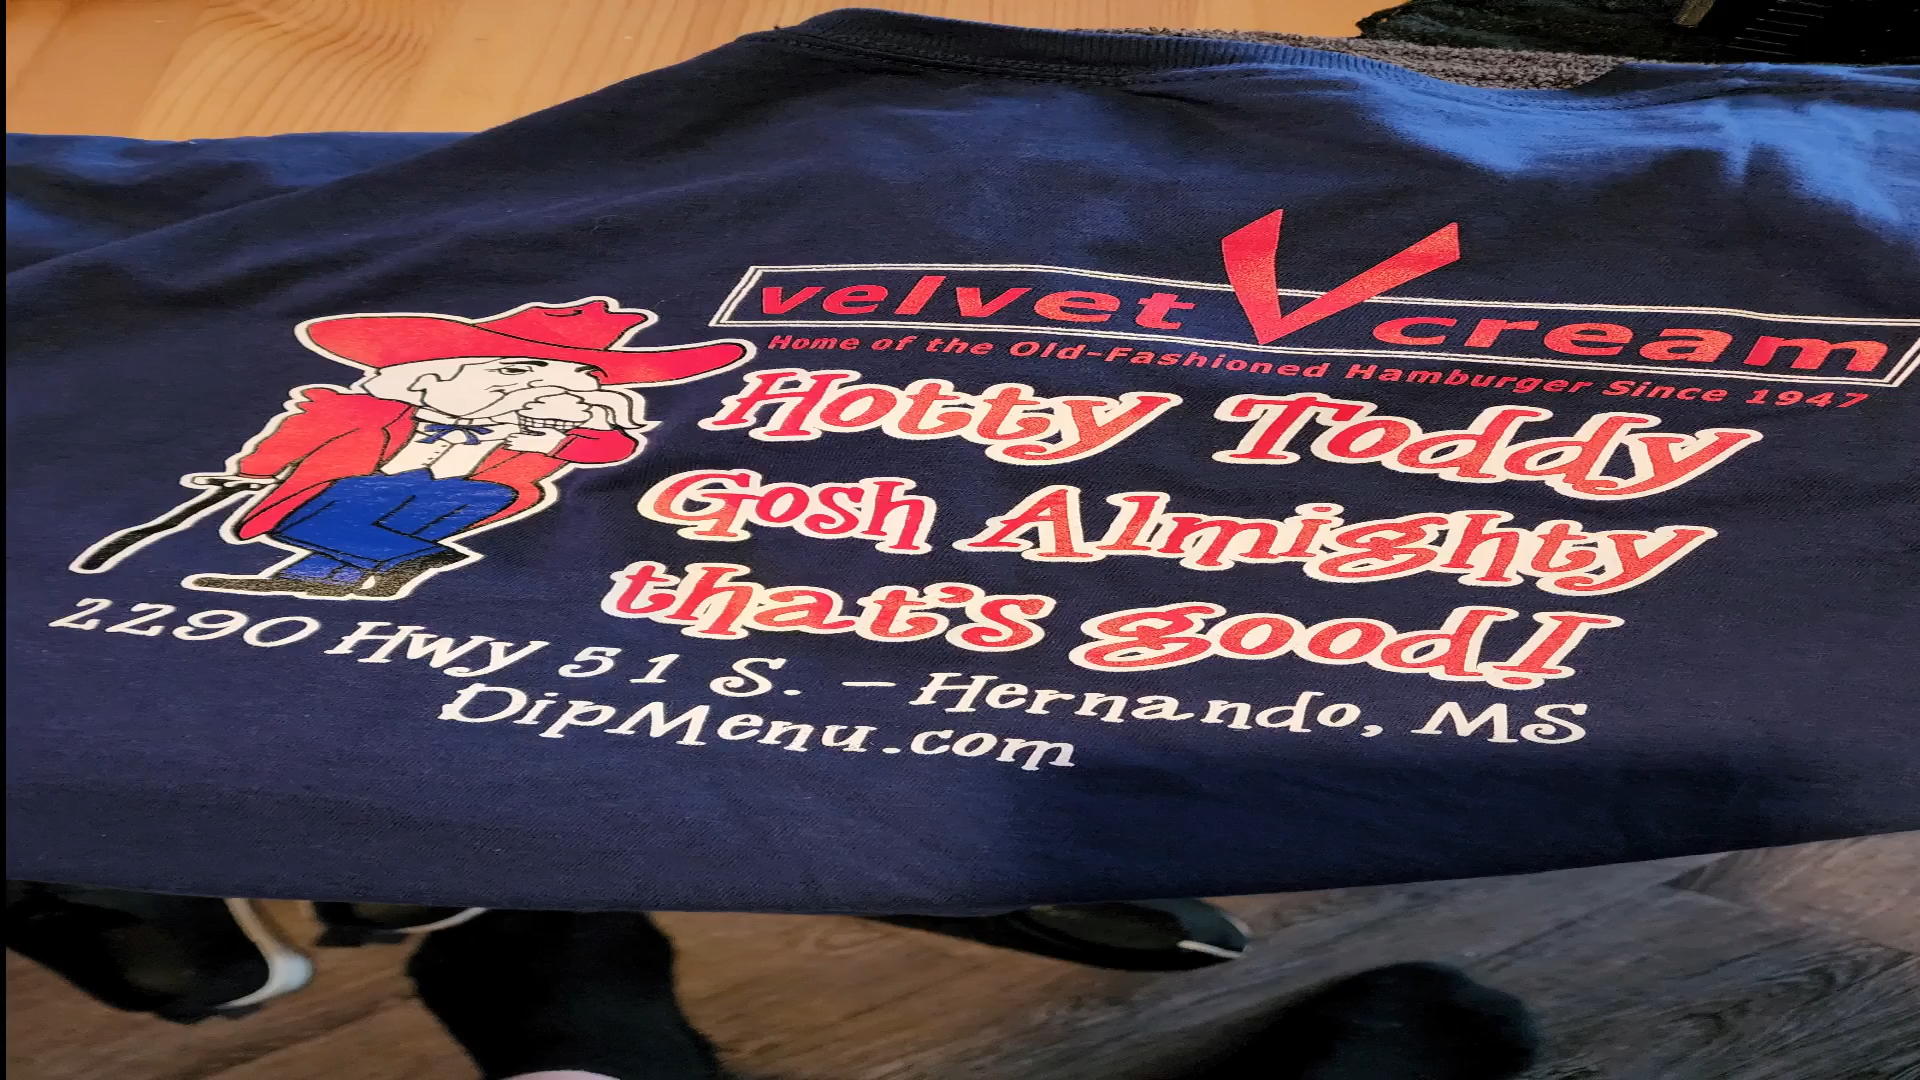 velvet V cream
Home of the Old-Fashioned Hamburger Since 1947
Hotty Toddy
Gosh Almighty
that's good!
2290 Hwy 51 S. - Hernando, MS
DipMenu.com